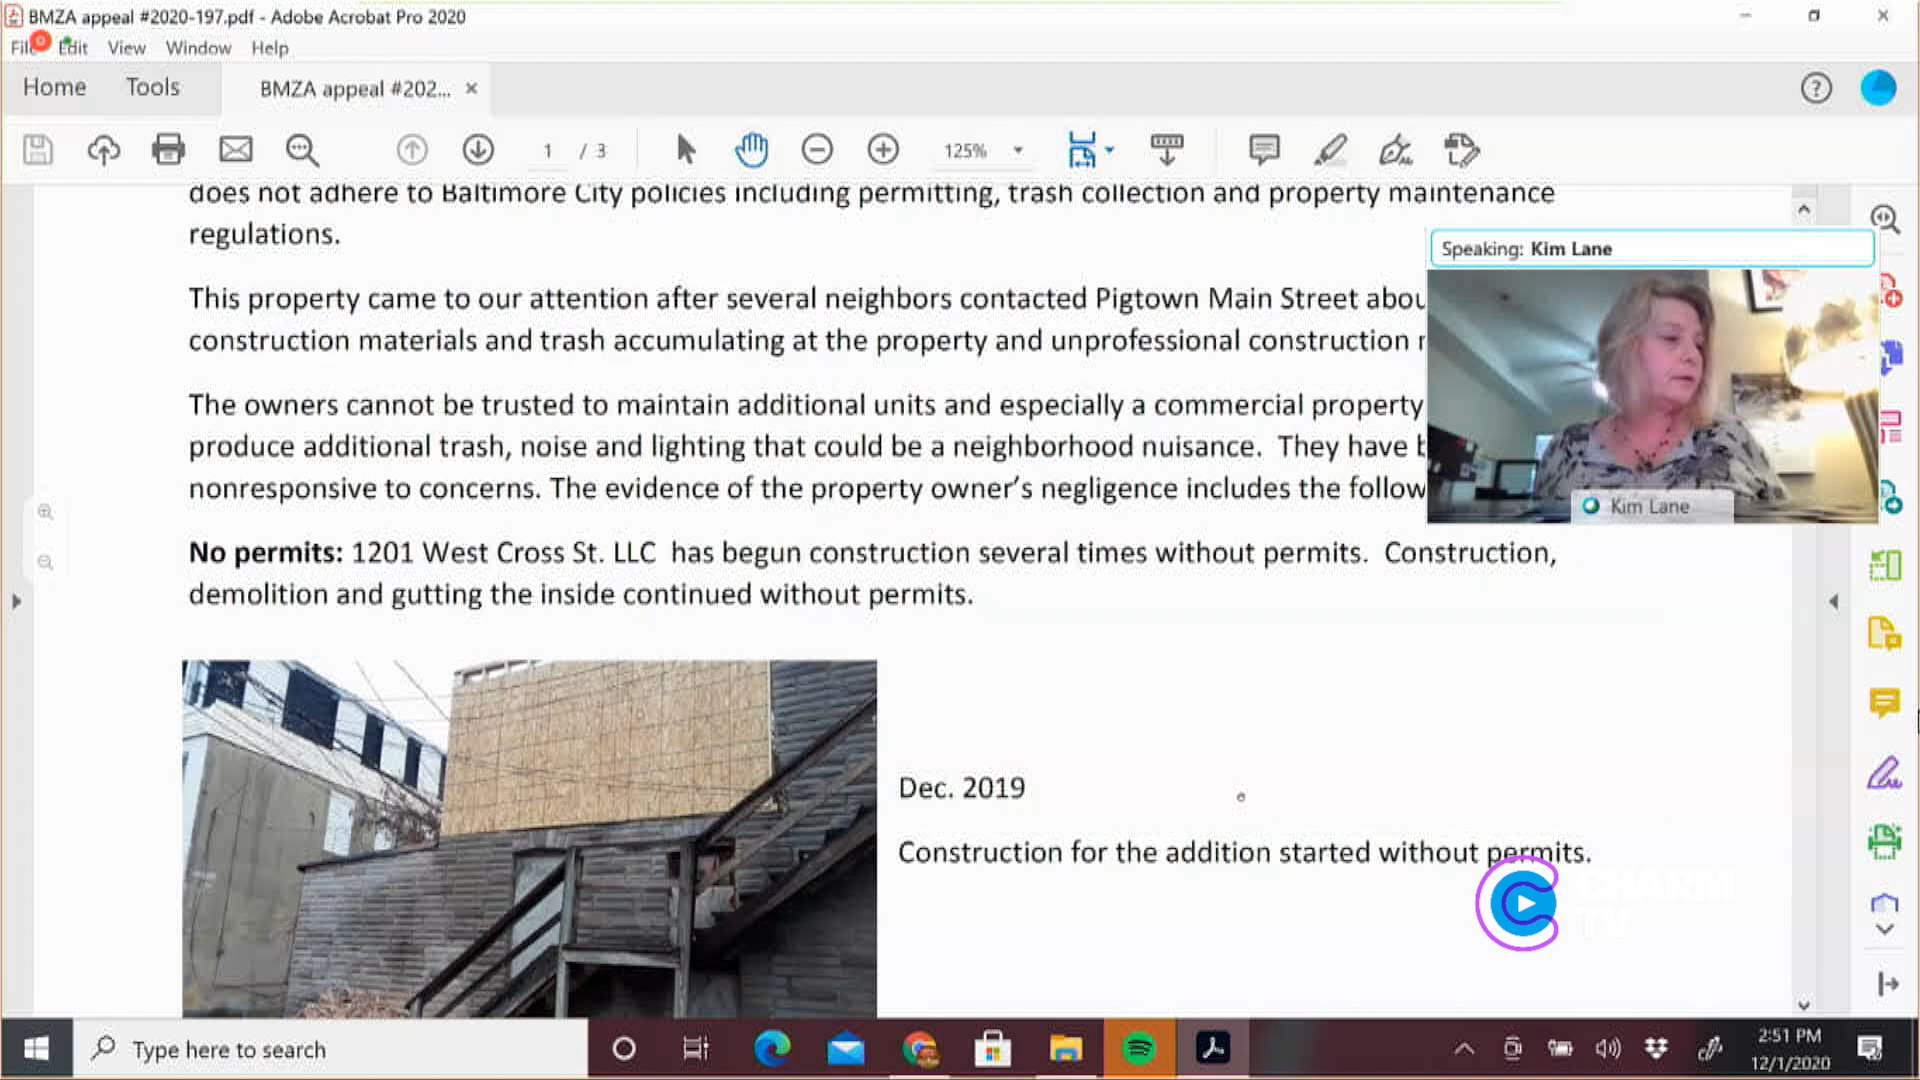 BMZA appeal #2020-197.pdf - Adobe Acrobat Pro 2020
File Edit View Window Help
Home Tools BMZA appeal #202... ×
1 / 3 125%
does not adhere to Baltimore City policies including permitting, trash collection and property maintenance
regulations.
Speaking: Kim Lane
This property came to our attention after several neighbors contacted Pigtown Main Street
construction materials and trash accumulating at the property and unprofessional construction
The owners cannot be trusted to maintain additional units and especially a commercial property
produce additional trash, noise and lighting that could be a neighborhood nuisance. They have
nonresponsive to concerns. The evidence of the property owner's negligence includes the
Kim Lane
No permits: 1201 West Cross St. LLC has begun construction several times without permits. Construction,
demolition and gutting the inside continued without permits.
Dec. 2019
Construction for the addition started without permits.
CHARM
TV
Type here to search
2:51 PM
12/1/2020